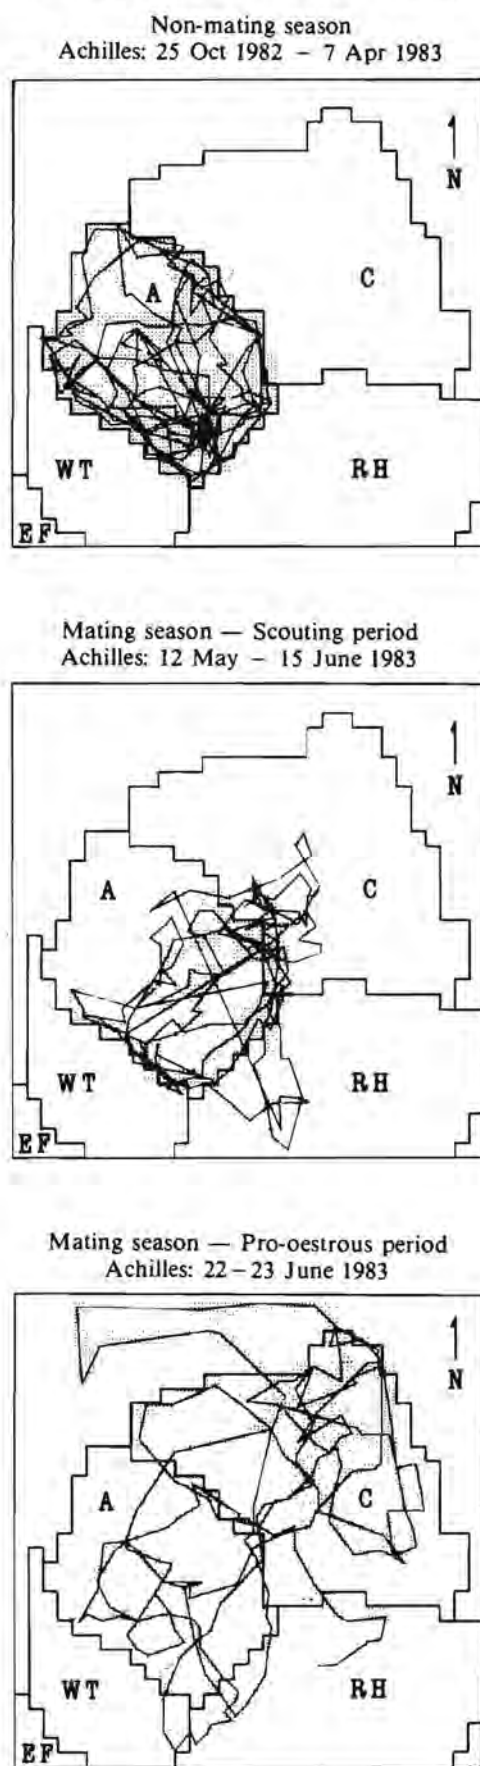 Non-mating season
Achilles: 25 Oct 1982 – 7 Apr 1983
N
A
C
WT
RH
EF
Mating season — Scouting period
Achilles: 12 May – 15 June 1983
N
A
C
WT
RH
EF
Mating season — Pro-oestrous period
Achilles: 22–23 June 1983
N
A
C
WT
RH
EF